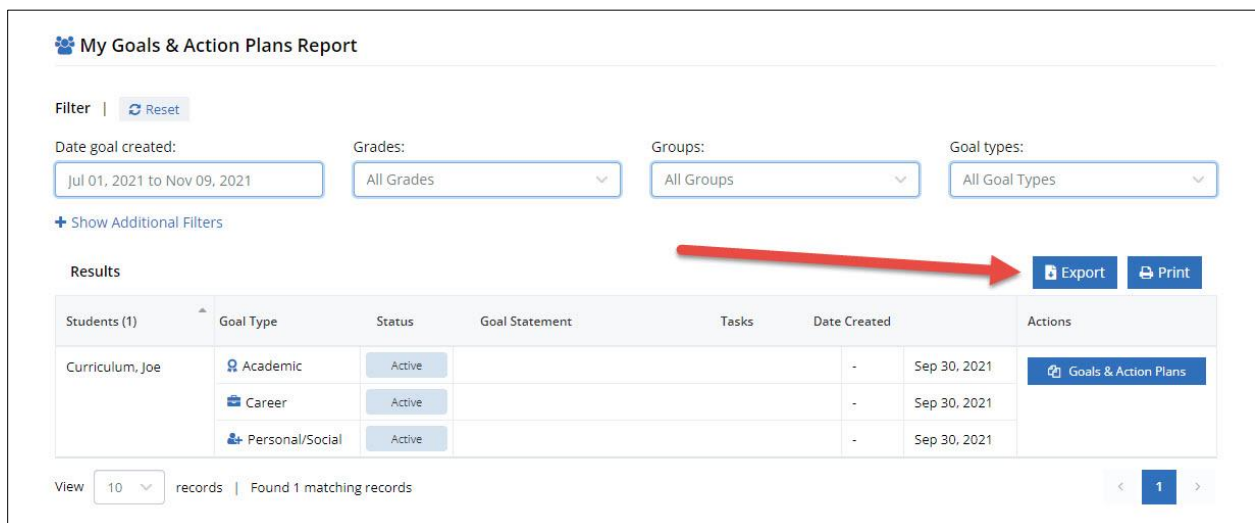 My Goals & Action Plans Report
Filter | Reset
Date goal created: Grades: Groups: Goal types:
Jul 01, 2021 to Nov 09, 2021 All Grades All Groups All Goal Types
+ Show Additional Filters
Results Export Print
Students (1) Goal Type Status Goal Statement Tasks Date Created Actions
Curriculum, Joe Academic Active - Sep 30, 2021 Goals & Action Plans
Career Active - Sep 30, 2021
Personal/Social Active - Sep 30, 2021
View 10 records | Found 1 matching records < 1 >